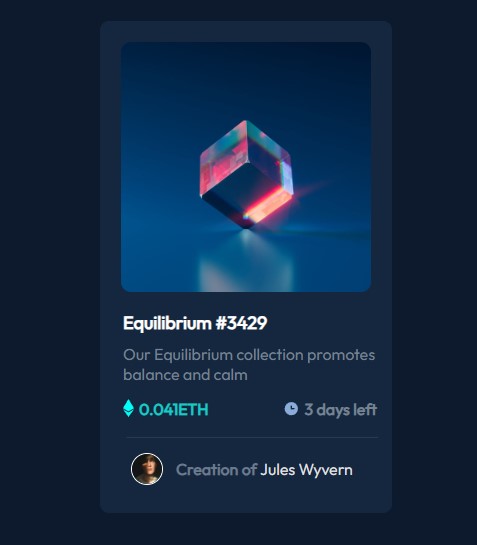 Equilibrium #3429
Our Equilibrium collection promotes
balance and calm
0.041ETH 3 days left
Creation of Jules Wyvern